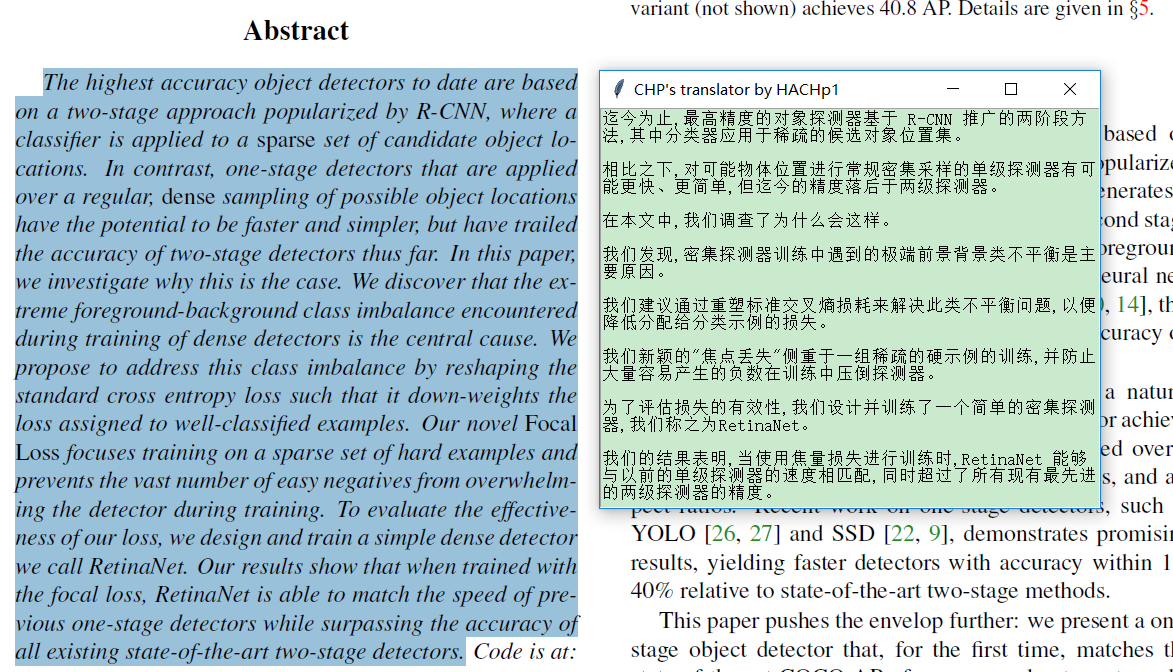 Abstract
The highest accuracy object detectors to date are based
on a two-stage approach popularized by R-CNN, where a
classifier is applied to a sparse set of candidate object lo-
cations. In contrast, one-stage detectors that are applied
over a regular, dense sampling of possible object locations
have the potential to be faster and simpler, but have trailed
the accuracy of two-stage detectors thus far. In this paper,
we investigate why this is the case. We discover that the ex-
treme foreground-background class imbalance encountered
during training of dense detectors is the central cause. We
propose to address this class imbalance by reshaping the
standard cross entropy loss such that it down-weights the
loss assigned to well-classified examples. Our novel Focal
Loss focuses training on a sparse set of hard examples and
prevents the vast number of easy negatives from overwhelm-
ing the detector during training. To evaluate the effective-
ness of our loss, we design and train a simple dense detector
we call RetinaNet. Our results show that when trained with
the focal loss, RetinaNet is able to match the speed of pre-
vious one-stage detectors while surpassing the accuracy of
all existing state-of-the-art two-stage detectors. Code is at:
variant (not shown) achieves 40.8 AP. Details are given in §5.
CHP's translator by HACHp1
迄今为止,最高精度的对象探测器基于 R-CNN 推广的两阶段方
法,其中分类器应用于稀疏的候选对象位置集。
相比之下,对可能物体位置进行常规密集采样的单级探测器有可
能更快、更简单,但迄今的精度落后于两级探测器。
在本文中,我们调查了为什么会这样。
我们发现,密集探测器训练中遇到的极端前景背景类不平衡是主
要原因。
我们建议通过重塑标准交叉熵损耗来解决此类不平衡问题,以便
降低分配给分类示例的损失。
我们新颖的"焦点丢失"侧重于一组稀疏的硬示例的训练,并防止
大量容易产生的负数在训练中压倒探测器。
为了评估损失的有效性,我们设计并训练了一个简单的密集探测
器,我们称之为RetinaNet。
我们的结果表明,当使用焦量损失进行训练时,RetinaNet 能够
与以前的单级探测器的速度相匹配,同时超过了所有现有最先进
的两级探测器的精度。
based
14], th
a natur
ed over
s, and a
such
YOLO [26, 27] and SSD [22, 9], demonstrates promisin
results, yielding faster detectors with accuracy within 1
40% relative to state-of-the-art two-stage methods.
This paper pushes the envelop further: we present a on
stage object detector that, for the first time, matches